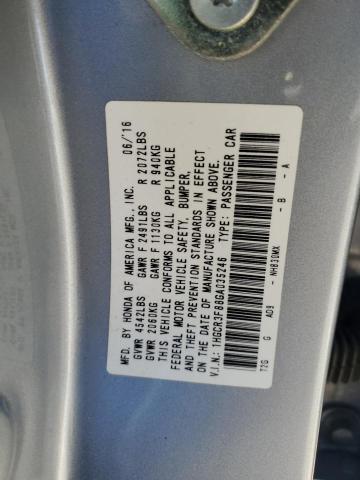 MFD. BY HONDA OF AMERICA MFG., INC. 06/'16
GVWR 4542LBS GAWR F 2491LBS R 2072LBS
GVWR 2060KG GAWR F 1130KG R 940KG
THIS VEHICLE CONFORMS TO ALL APPLICABLE
FEDERAL MOTOR VEHICLE SAFETY, BUMPER,
AND THEFT PREVENTION STANDARDS IN EFFECT
ON THE DATE OF MANUFACTURE SHOWN ABOVE.
V.I.N.: 1HGCR3F88GA035246 TYPE: PASSENGER CAR
T2G G AD9 - NH830MX - B - A